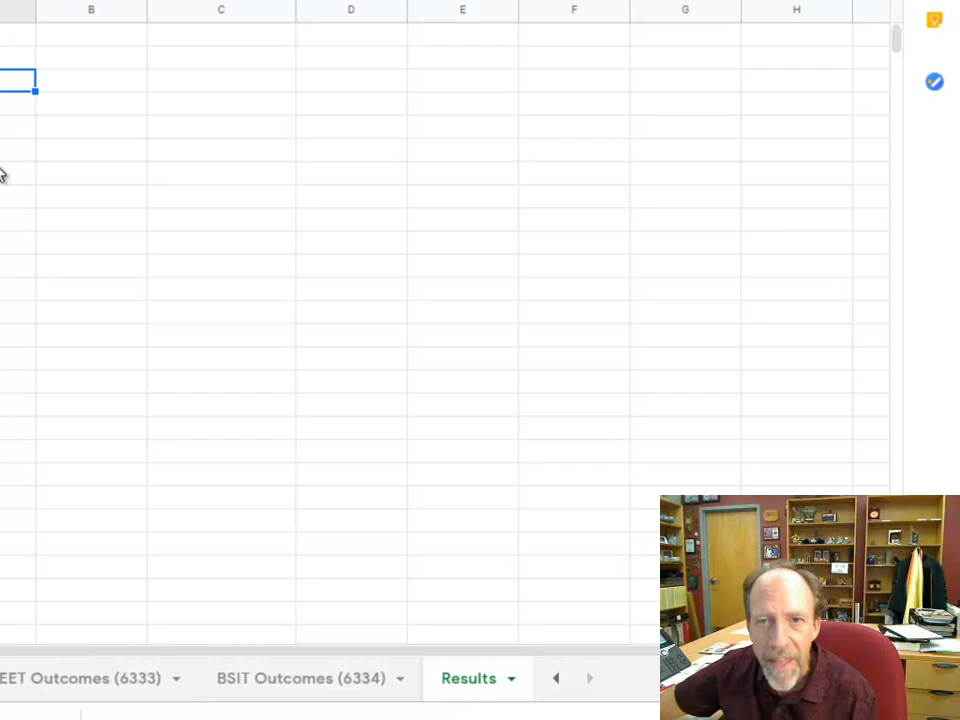 B C D E F G H
EET Outcomes (6333) BSIT Outcomes (6334) Results